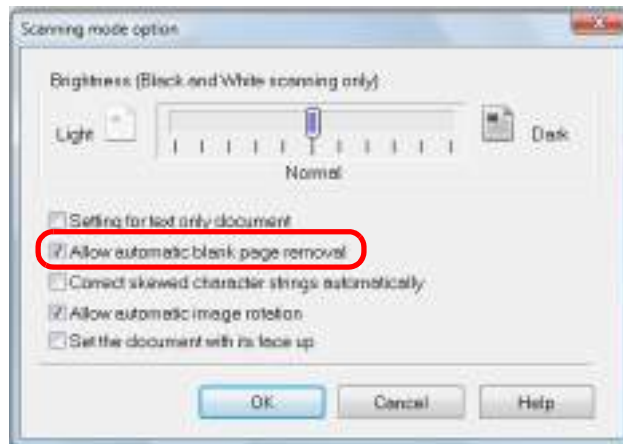 Scanning mode option
Brightness (Black and White scanning only)
Light
Dark
Normal
Setting for text only document
Allow automatic blank page removal
Correct skewed character strings automatically
Allow automatic image rotation
Set the document with its face up
OK
Cancel
Help